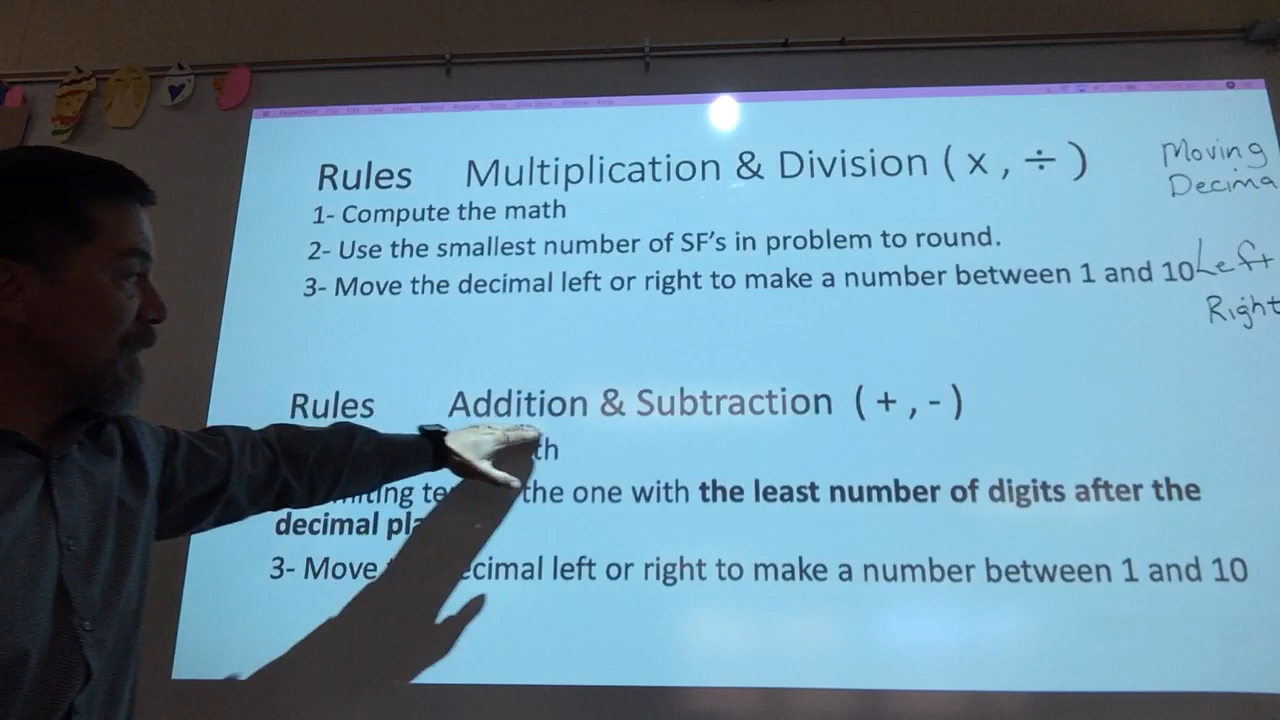 Rules Multiplication & Division ( x , ÷ )
1- Compute the math
2- Use the smallest number of SF's in problem to round.
3- Move the decimal left or right to make a number between 1 and 10
Moving
Decima
Left
Right
Rules Addition & Subtraction ( + , - )
th
the one with the least number of digits after the
decimal pl
3- Move ecimal left or right to make a number between 1 and 10